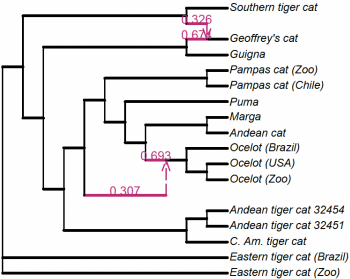 Southern tiger cat
0.326
Geoffrey's cat
0.674
Guigna
Pampas cat (Zoo)
Pampas cat (Chile)
Puma
Marga
Andean cat
Ocelot (Brazil)
0.693
Ocelot (USA)
Ocelot (Zoo)
0.307
Andean tiger cat 32454
Andean tiger cat 32451
C. Am. tiger cat
Eastern tiger cat (Brazil)
Eastern tiger cat (Zoo)